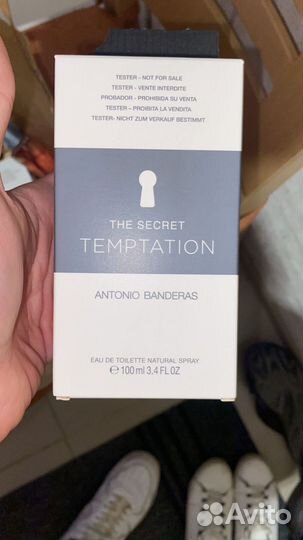 TESTER - NOT FOR SALE
TESTER - VENTE INTERDITE
PROBADOR - PROHIBIDA SU VENTA
TESTER – PROIBITA LA VENDITA
TESTER- NICHT ZUM VERKAUF BESTIMMT
THE SECRET
TEMPTATION
ANTONIO BANDERAS
EAU DE TOILETTE NATURAL SPRAY
℮ 100 ml 3.4 FL OZ
Avito